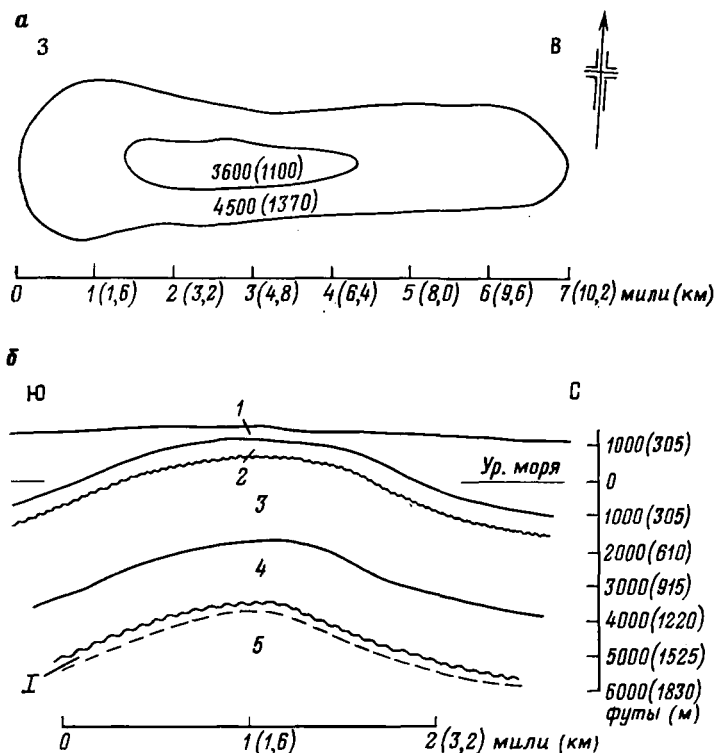 а
З В
3600(1100)
4500(1370)
0 1(1,6) 2(3,2) 3(4,8) 4(6,4) 5(8,0) 6(9,6) 7(10,2) мили(км)
б
Ю С
1
1000(305)
Ур. моря
0
2
3
1000(305)
2000(610)
4
3000(915)
4000(1220)
5
5000(1525)
I
6000(1830)
футы (м)
0 1(1,6) 2(3,2) мили (км)